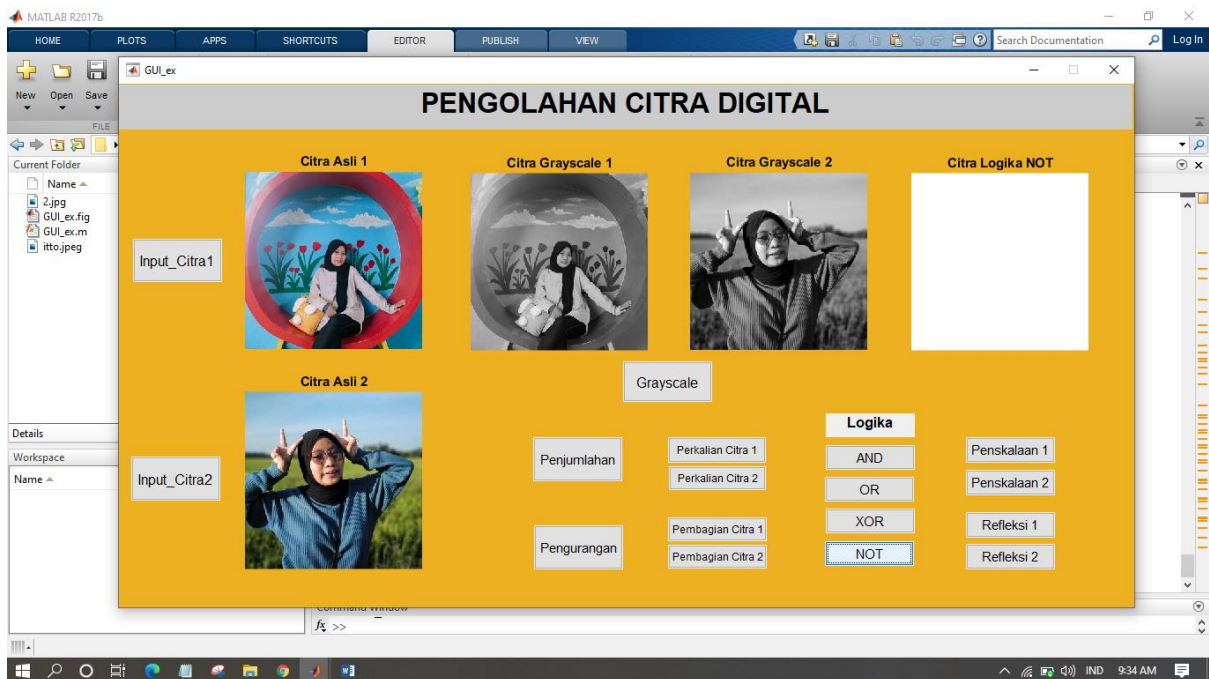 MATLAB R2017b
HOME PLOTS APPS SHORTCUTS EDITOR PUBLISH VIEW Search Documentation Log In
New Open Save
FILE
GUI_ex
PENGOLAHAN CITRA DIGITAL
Current Folder
Name
2.jpg
GUI_ex.fig
GUI_ex.m
itto.jpeg
Details
Workspace
Name
Citra Asli 1 Citra Grayscale 1 Citra Grayscale 2 Citra Logika NOT
Input_Citra1
Grayscale
Citra Asli 2
Input_Citra2
Penjumlahan
Pengurangan
Perkalian Citra 1
Perkalian Citra 2
Pembagian Citra 1
Pembagian Citra 2
Logika
AND
OR
XOR
NOT
Penskalaan 1
Penskalaan 2
Refleksi 1
Refleksi 2
Command Window
fx >>
IND 9:34 AM